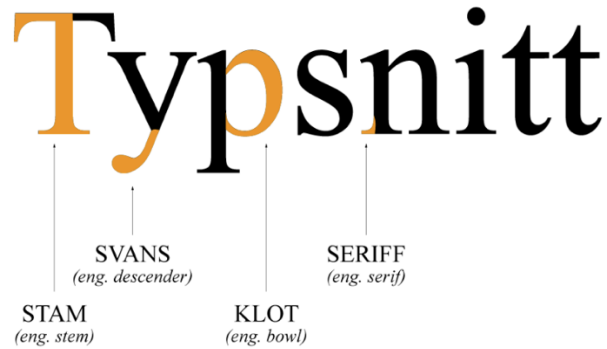 Typsnitt
SVANS
(eng. descender)
SERIFF
(eng. serif)
STAM
(eng. stem)
KLOT
(eng. bowl)